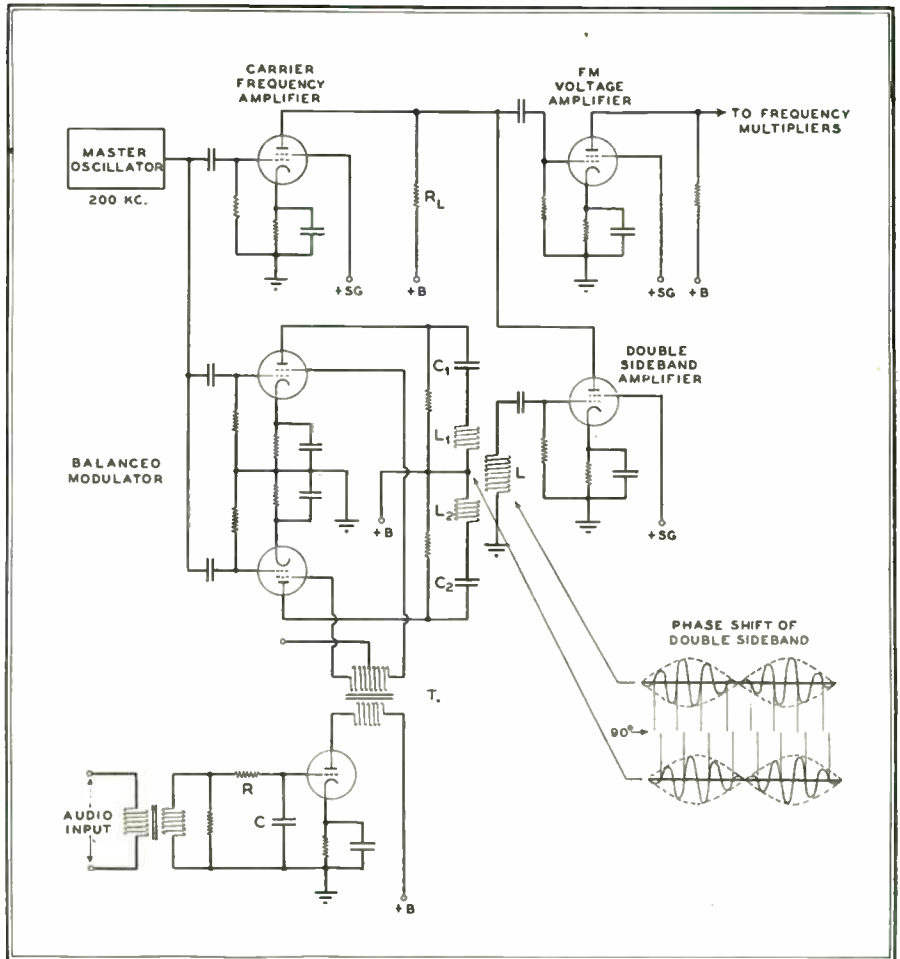 CARRIER
FREQUENCY
AMPLIFIER
FM
VOLTAGE
AMPLIFIER
TO FREQUENCY
MULTIPLIERS
MASTER
OSCILLATOR
200 KC.
RL
+SG
+B
+SG
+B
DOUBLE
SIDEBAND
AMPLIFIER
C1
L1
BALANCED
MODULATOR
L
+B
L2
+SG
C2
PHASE SHIFT OF
DOUBLE SIDEBAND
T.
90°
R
AUDIO
INPUT
C
+B